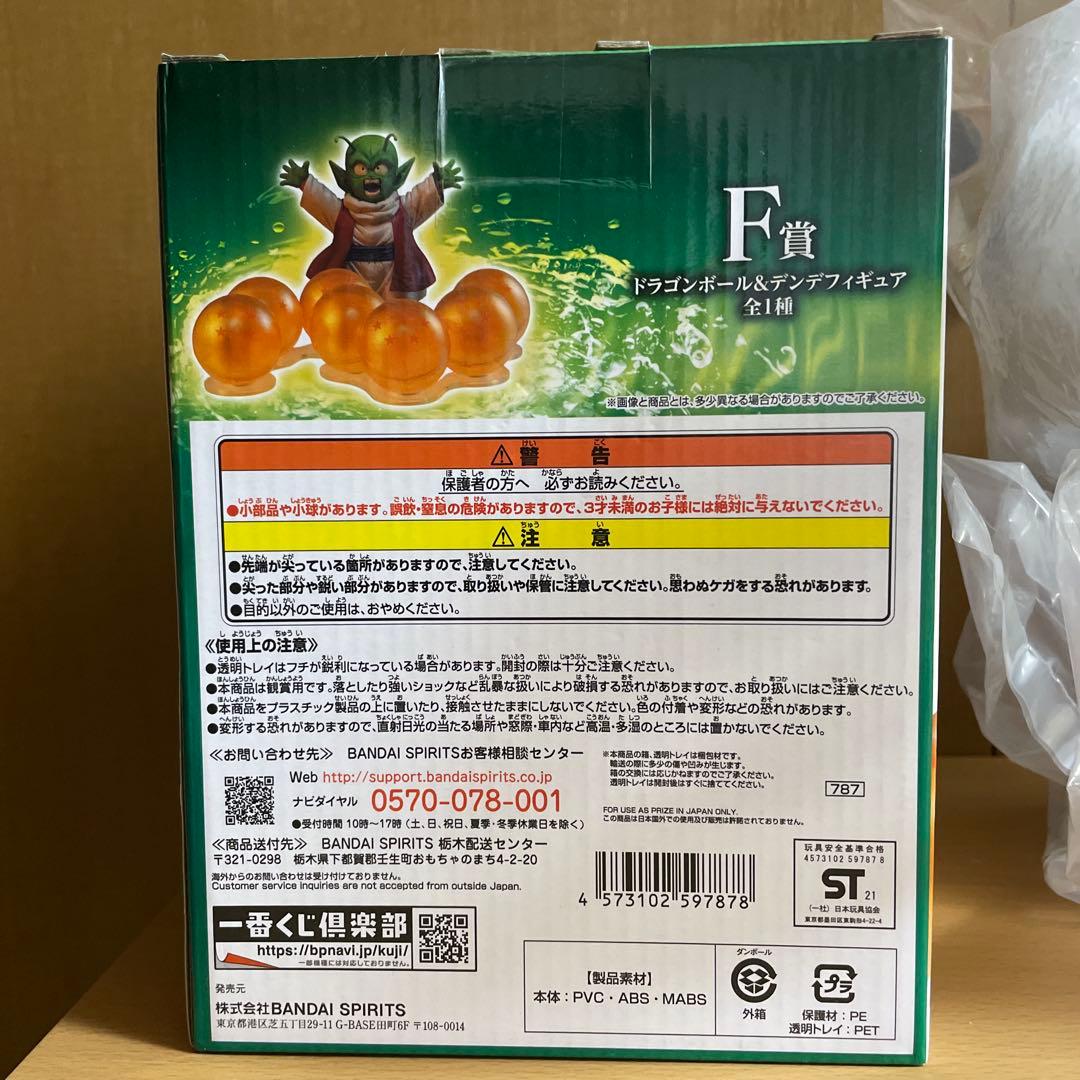 F賞
ドラゴンボール&デンデフィギュア
全1種
※画像と商品とは、多少異なる場合がありますのでご了承ください。
⚠警告
保護者の方へ 必ずお読みください。
●小部品や小球があります。誤飲・窒息の危険がありますので、3才未満のお子様には絶対に与えないでください。
⚠注意
●先端が尖っている箇所がありますので、注意してください。
●尖った部分や鋭い部分がありますので、取り扱いや保管に注意してください。思わぬケガをする恐れがあります。
●目的以外のご使用は、おやめください。
《使用上の注意》
●透明トレイはフチが鋭利になっている場合があります。開封の際は十分ご注意ください。
●本商品は観賞用です。落としたり強いショックなど乱暴な扱いにより破損する恐れがありますので、お取り扱いにはご注意ください。
●本商品をプラスチック製品の上に置いたり、接触させたままにしないでください。色の付着や変形などの恐れがあります。
●変形する恐れがありますので、直射日光の当たる場所や窓際・車内など高温・多湿のところには置かないでください。
≪お問い合わせ先≫ BANDAI SPIRITSお客様相談センター
Web http://support.bandaispirits.co.jp
ナビダイヤル 0570-078-001
●受付時間 10時〜17時(土、日、祝日、夏季・冬季休業日を除く)
※本商品の箱、透明トレイは梱包材です。
輸送の際に多少の傷や凹みが生じます。
箱の交換には応じかねますのでご了承ください。
透明トレイは開封後はすぐに捨ててください。
787
FOR USE AS PRIZE IN JAPAN ONLY.
この商品は日本国外での使用及び販売は許諾されておりません。
≪商品送付先≫ BANDAI SPIRITS 栃木配送センター
〒321-0298 栃木県下都賀郡壬生町おもちゃのまち4-2-20
海外からのお問い合わせは受け付けておりません。
Customer service inquiries are not accepted from outside Japan.
4 573102 597878
玩具安全基準合格
4573102 59787 8
ST 21
(一社)日本玩具協会
東京都墨田区東駒形4-22-4
一番くじ倶楽部
https://bpnavi.jp/kuji/
一部機種には対応しておりません。
発売元
株式会社BANDAI SPIRITS
東京都港区芝五丁目29-11 G-BASE田町6F 〒108-0014
【製品素材】
本体:PVC・ABS・MABS
ダンボール
外箱
プラ
保護材:PE
透明トレイ:PET